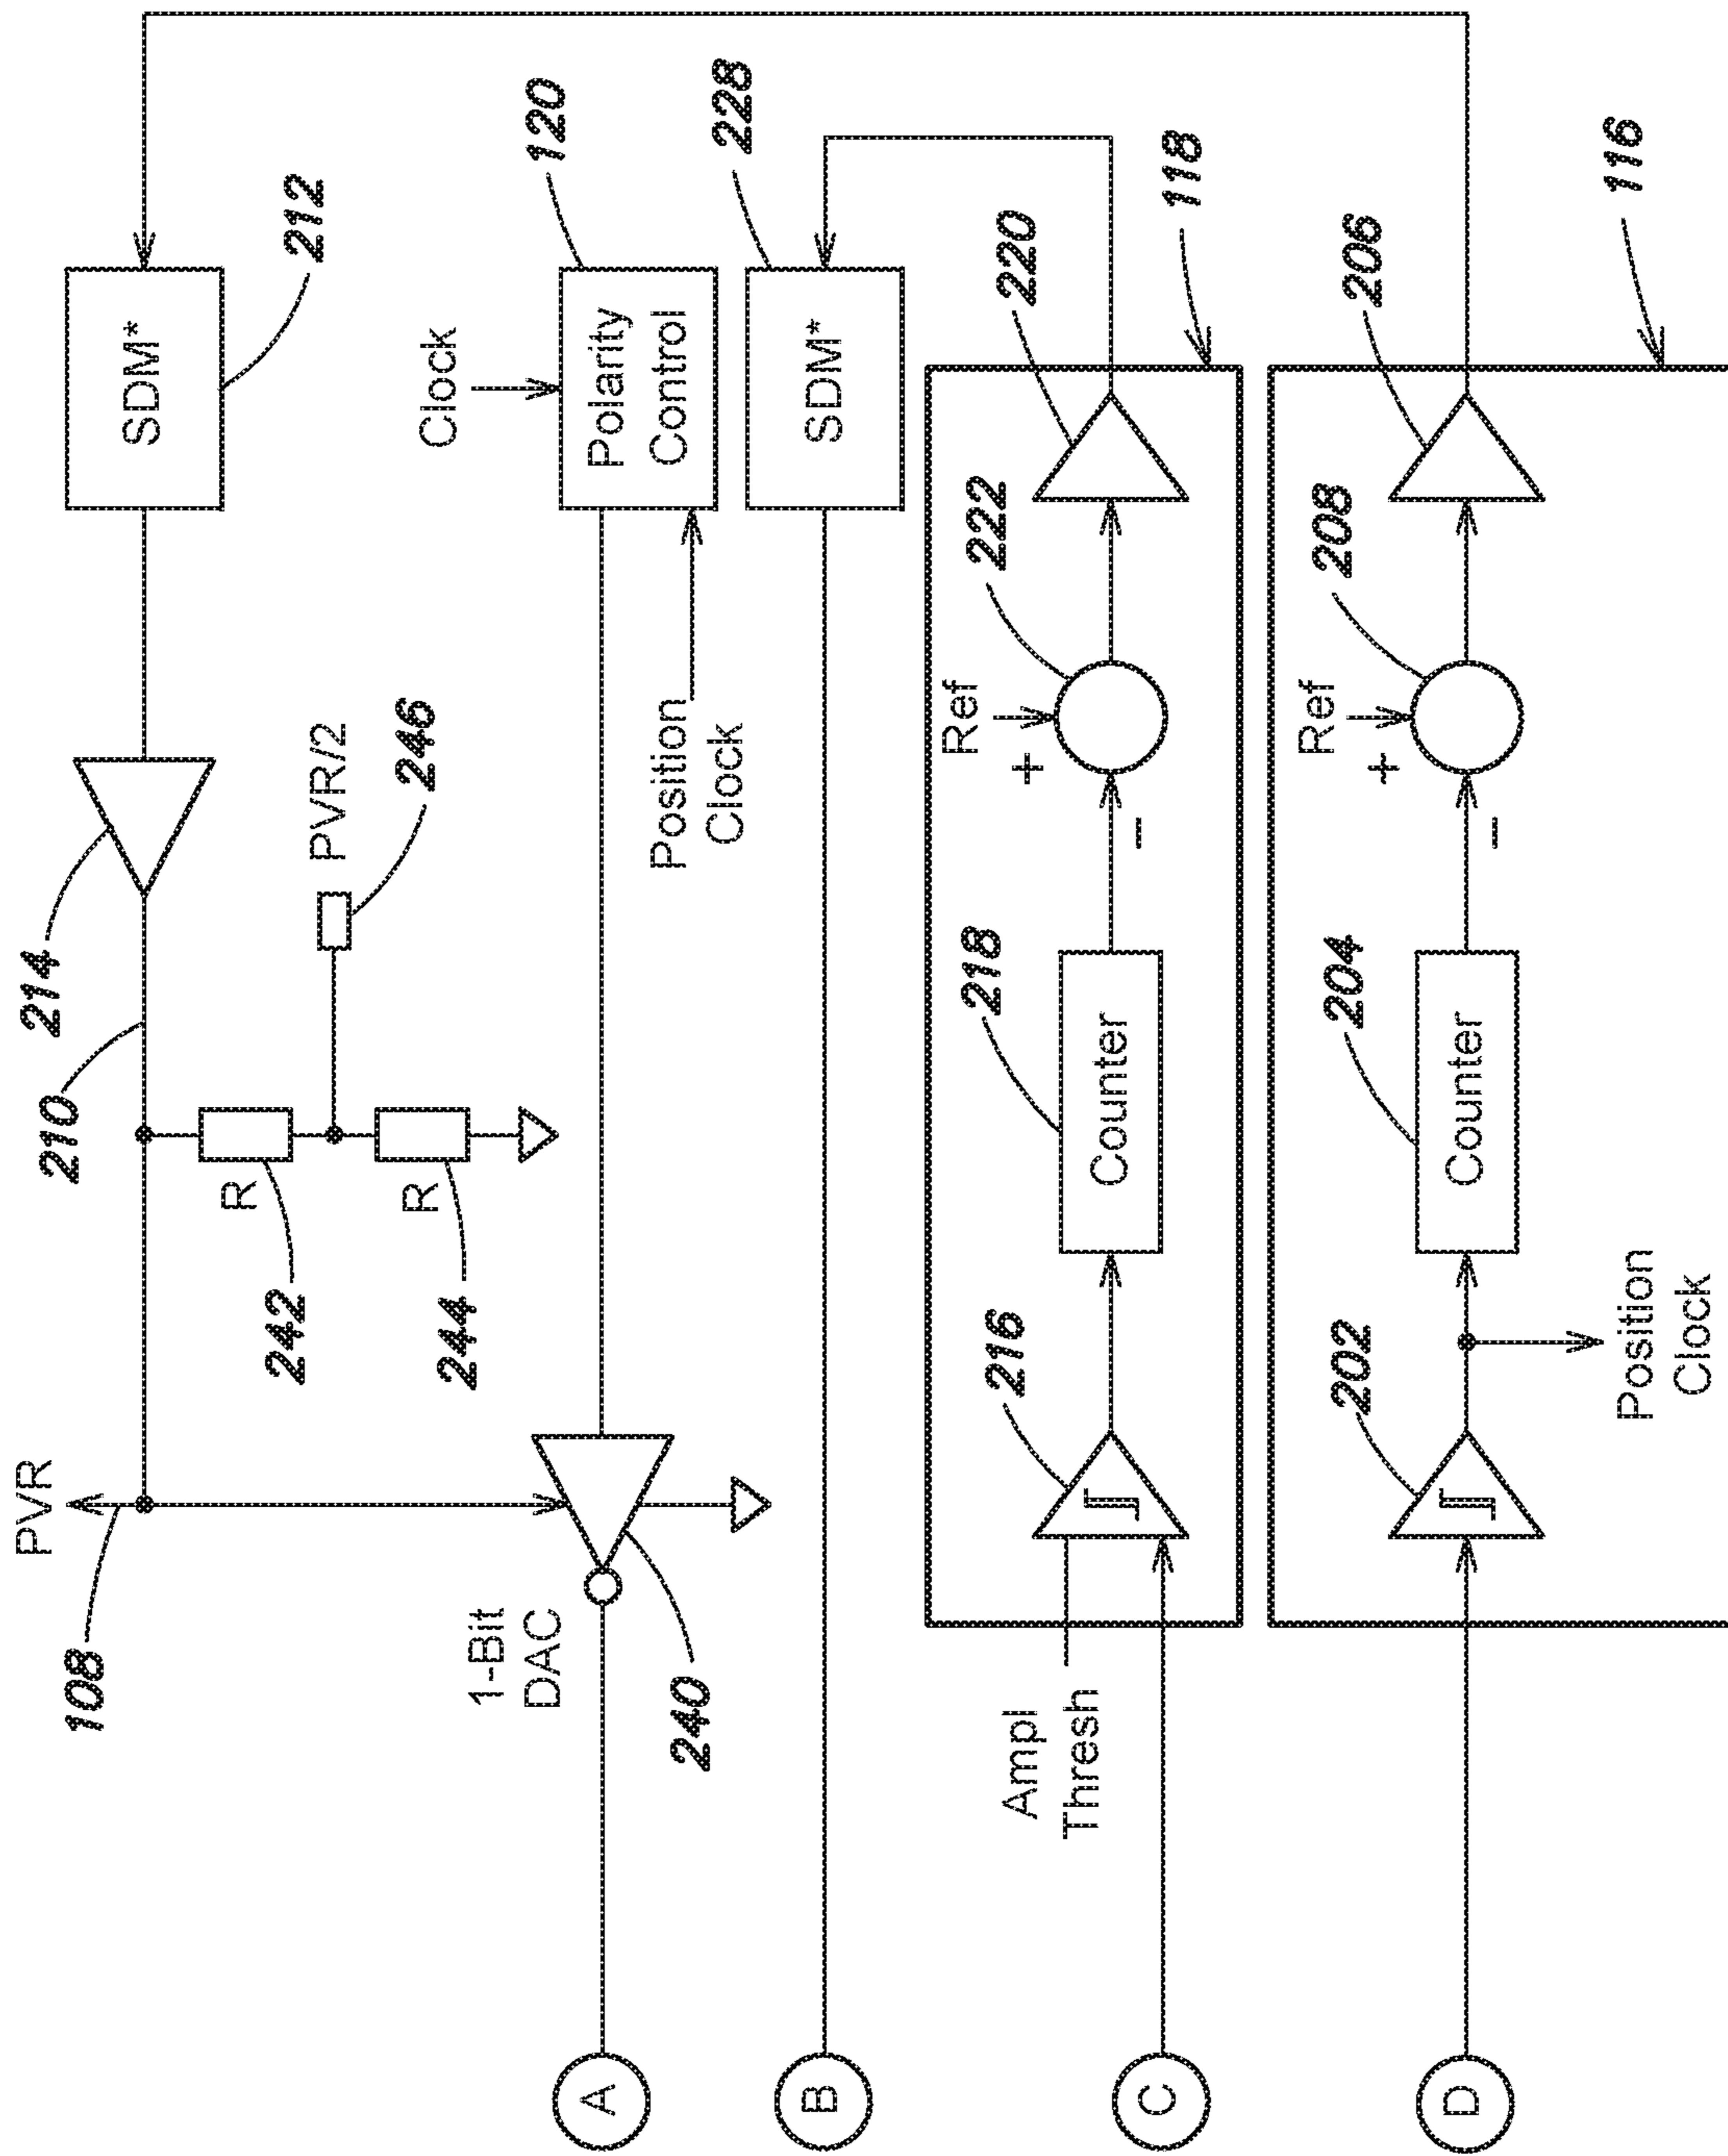 SDM*
212
214
210
PVR
108
R
242
R
244
PVR/2
246
Clock
Polarity
Control
120
Position
Clock
1-Bit
DAC
240
A
SDM*
228
B
118
Ampl
Thresh
216
Counter
218
Ref
+
-
222
220
C
116
202
Position
Clock
Counter
204
Ref
+
-
208
206
D